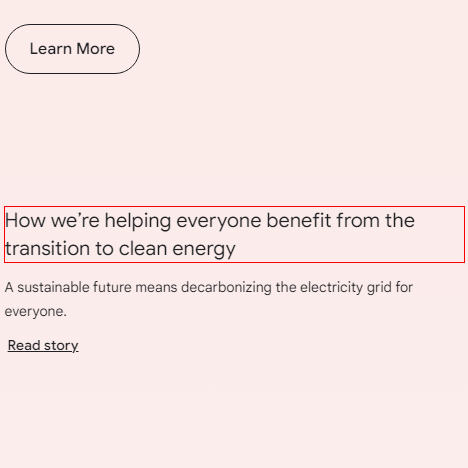 Learn More
How we’re helping everyone benefit from the
transition to clean energy
A sustainable future means decarbonizing the electricity grid for
everyone.
Read story